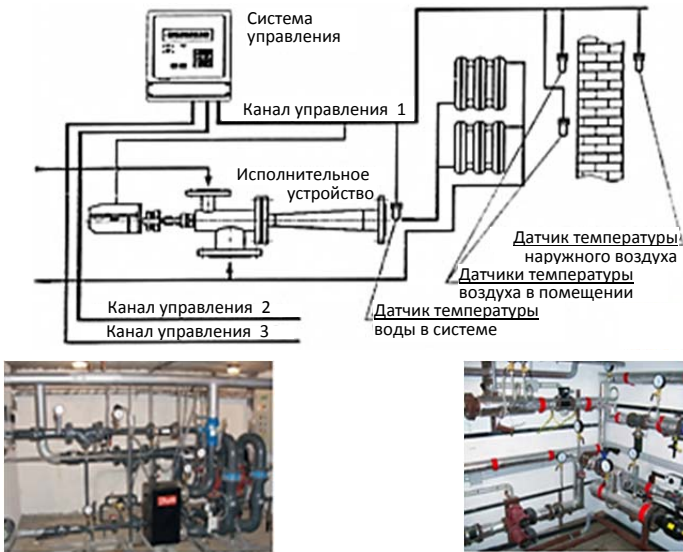 Система
управления
Канал управления 1
Исполнительное
устройство
Датчик температуры
наружного воздуха
Датчики температуры
воздуха в помещении
Датчик температуры
воды в системе
Канал управления 2
Канал управления 3